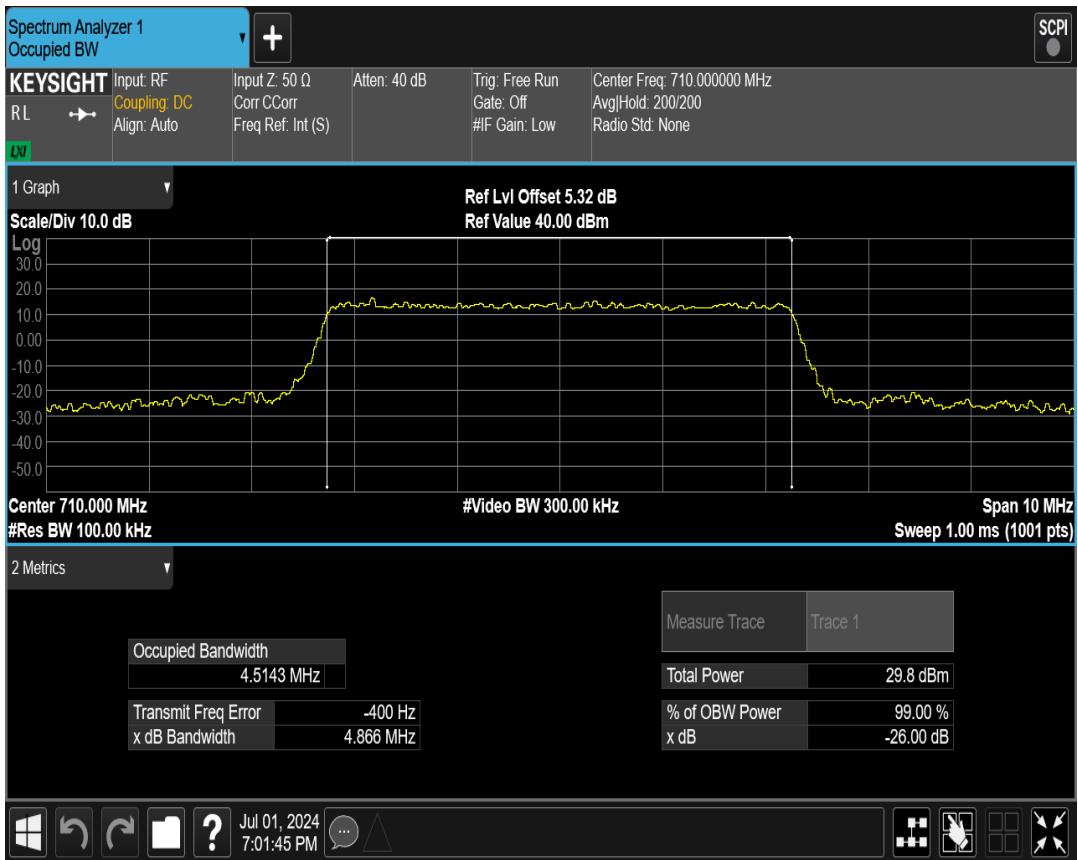 Spectrum Analyzer 1
Occupied BW
+
SCPI
KEYSIGHT
R L
LXI
Input: RF
Coupling: DC
Align: Auto
Input Z: 50 Ω
Corr CCorr
Freq Ref: Int (S)
Atten: 40 dB
Trig: Free Run
Gate: Off
#IF Gain: Low
Center Freq: 710.000000 MHz
Avg|Hold: 200/200
Radio Std: None
1 Graph
Ref Lvl Offset 5.32 dB
Scale/Div 10.0 dB
Ref Value 40.00 dBm
Log
30.0
20.0
10.0
0.00
-10.0
-20.0
-30.0
-40.0
-50.0
Center 710.000 MHz
#Video BW 300.00 kHz
Span 10 MHz
#Res BW 100.00 kHz
Sweep 1.00 ms (1001 pts)
2 Metrics
Measure Trace
Trace 1
Occupied Bandwidth
4.5143 MHz
Total Power
29.8 dBm
Transmit Freq Error
-400 Hz
% of OBW Power
99.00 %
x dB Bandwidth
4.866 MHz
x dB
-26.00 dB
?
Jul 01, 2024
7:01:45 PM